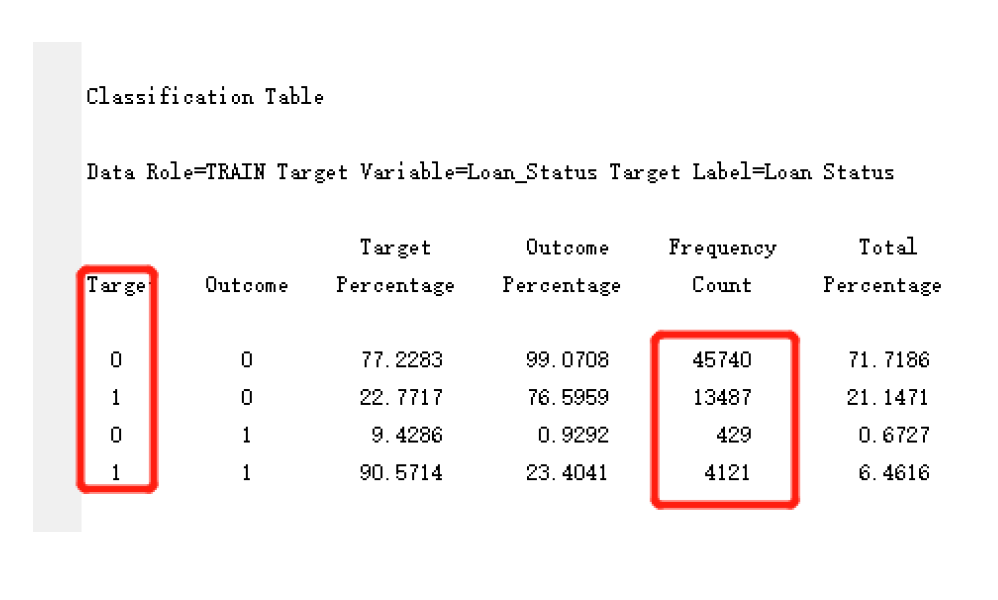 Classification Table
Data Role=TRAIN Target Variable=Loan_Status Target Label=Loan Status
Target Outcome Frequency Total
Target Outcome Percentage Percentage Count Percentage
0 0 77.2283 99.0708 45740 71.7186
1 0 22.7717 76.5959 13487 21.1471
0 1 9.4286 0.9292 429 0.6727
1 1 90.5714 23.4041 4121 6.4616